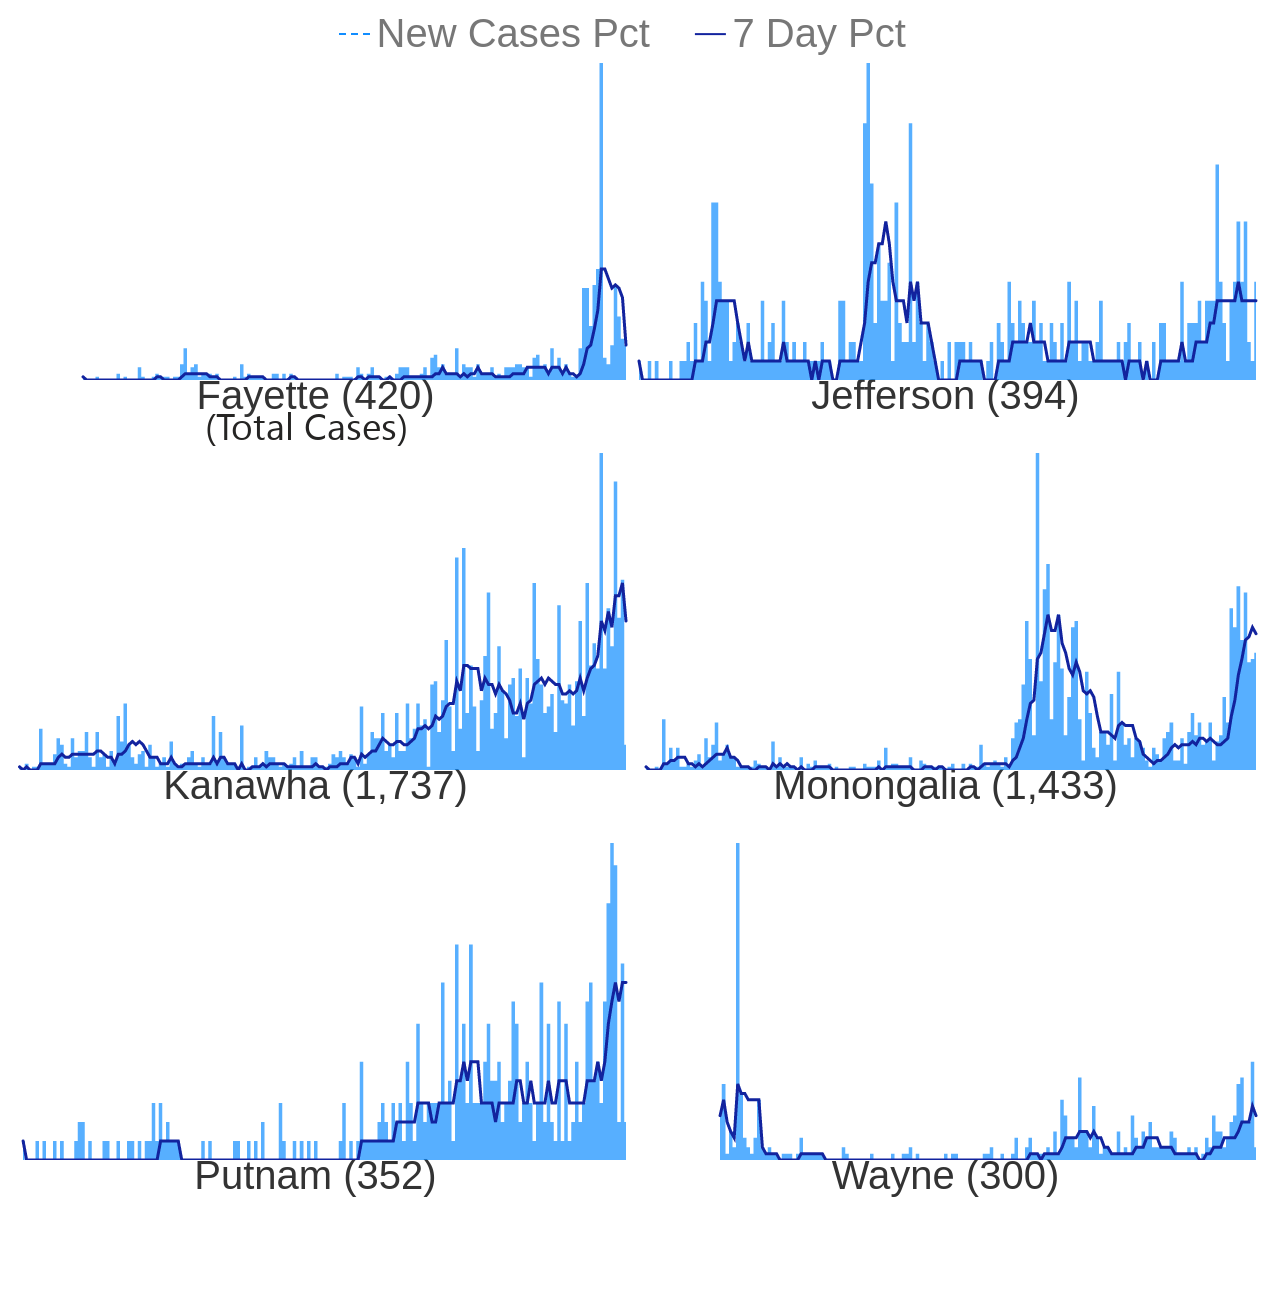 New Cases Pct 7 Day Pct
Fayette (420) Jefferson (394)
(Total Cases)
Kanawha (1,737) Monongalia (1,433)
Putnam (352) Wayne (300)